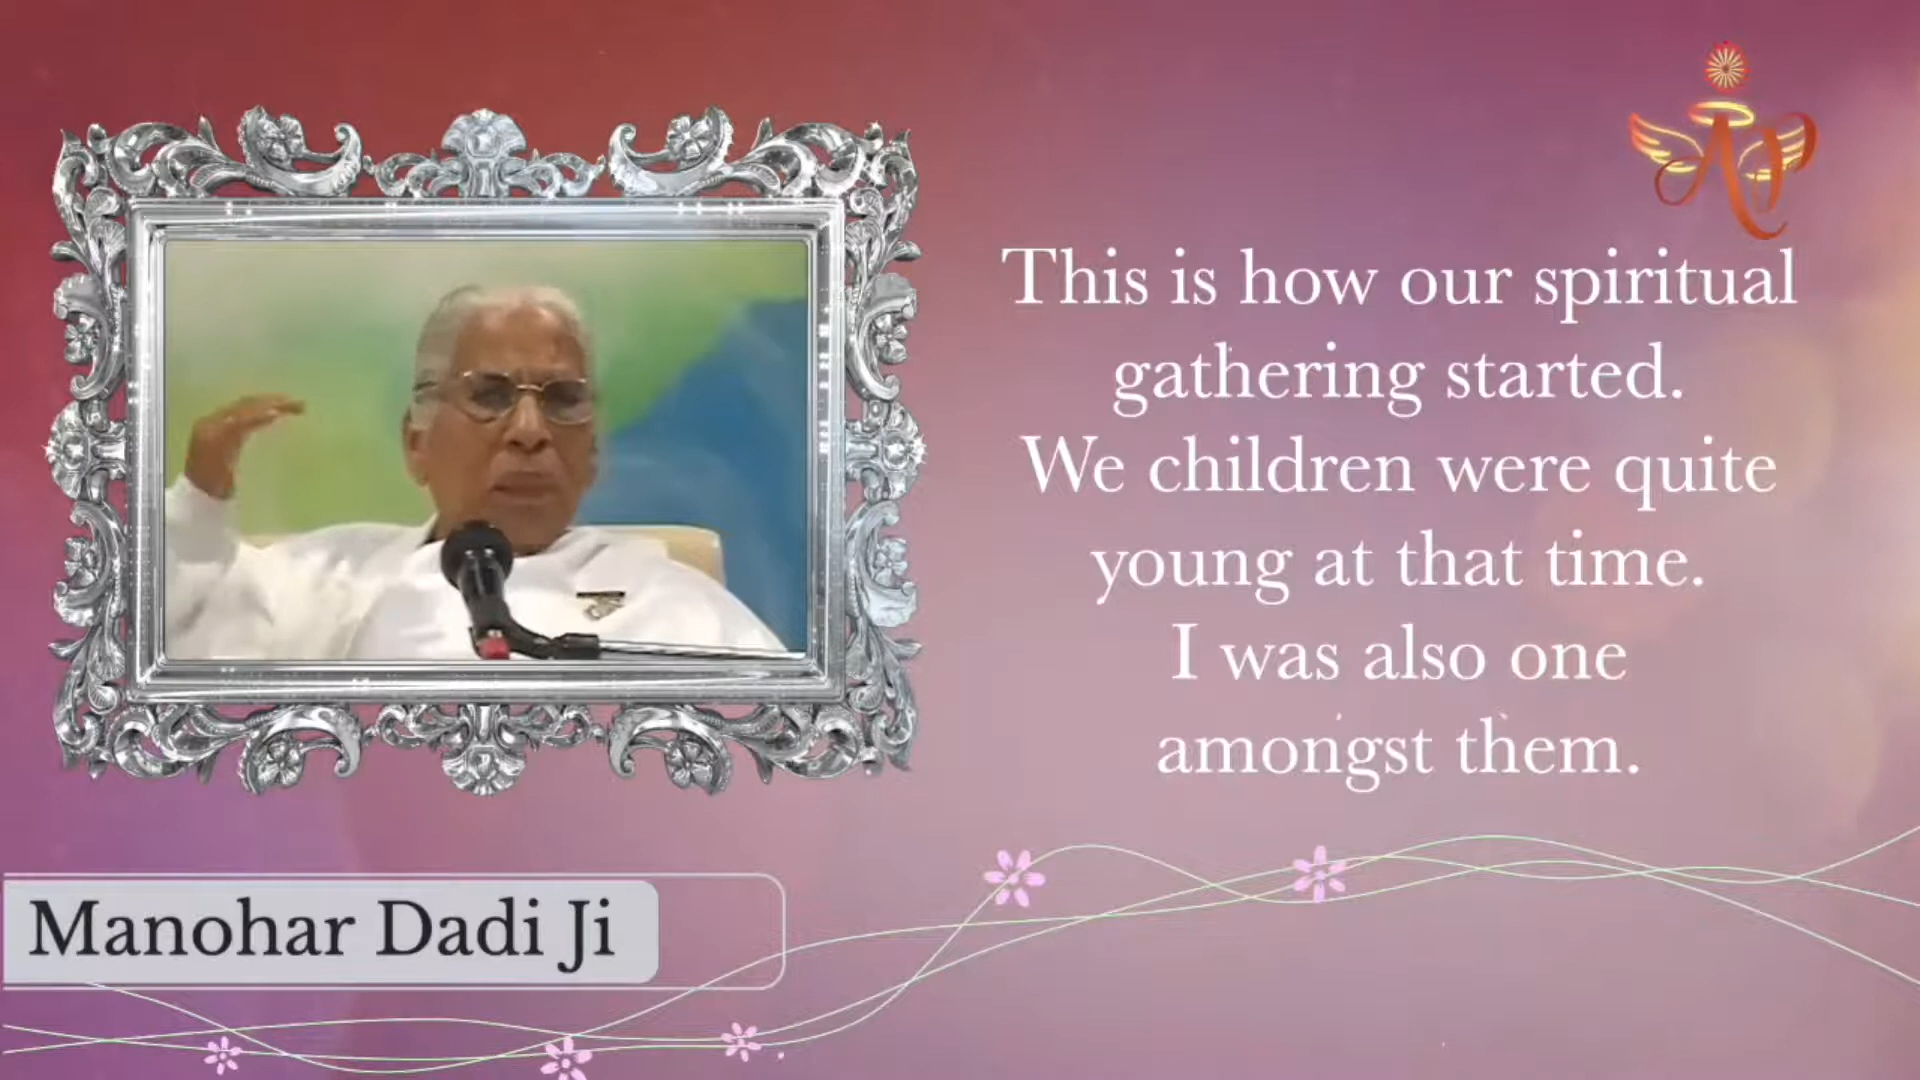 AP
This is how our spiritual
gathering started.
We children were quite
young at that time.
I was also one
amongst them.
Manohar Dadi Ji